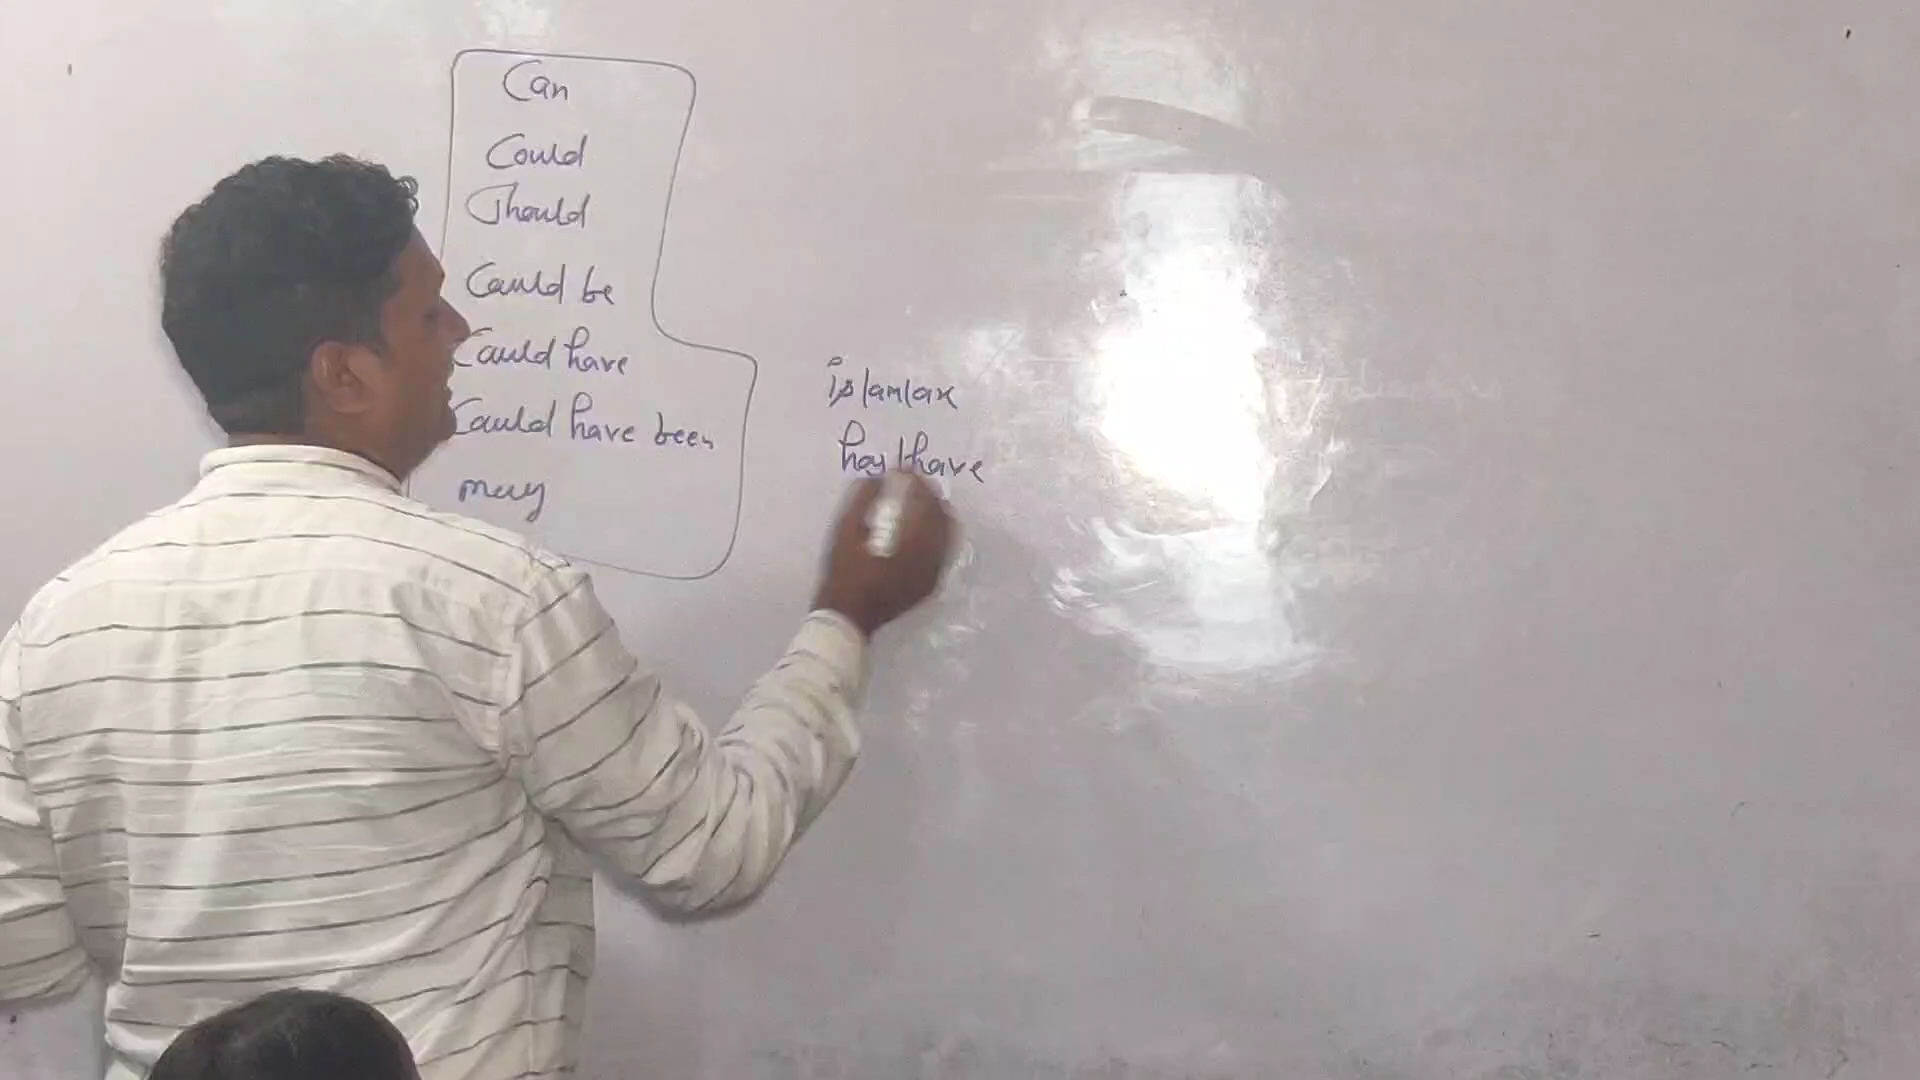 Can
Could
Should
Could be
Could have
Could have been
may
is/am/are
has/have